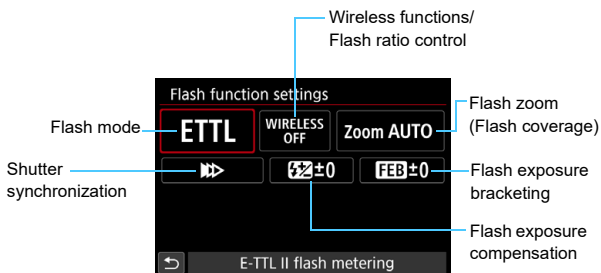 Wireless functions/
Flash ratio control
Flash function settings
Flash mode
ETTL
WIRELESS
OFF
Zoom AUTO
Flash zoom
(Flash coverage)
Shutter
synchronization
±0
FEB±0
Flash exposure
bracketing
Flash exposure
compensation
E-TTL II flash metering